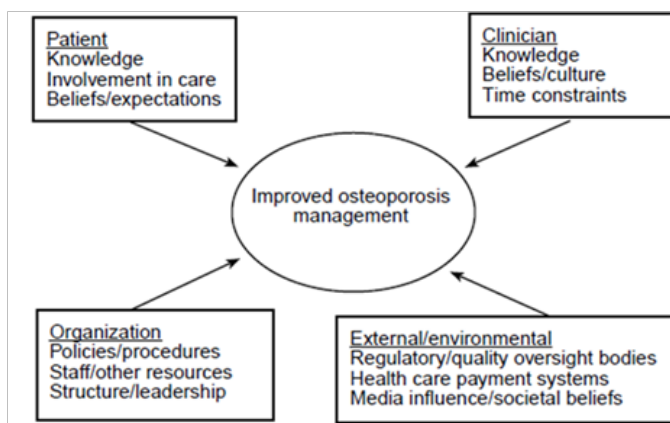 Patient
Knowledge
Involvement in care
Beliefs/expectations
Clinician
Knowledge
Beliefs/culture
Time constraints
Improved osteoporosis
management
Organization
Policies/procedures
Staff/other resources
Structure/leadership
External/environmental
Regulatory/quality oversight bodies
Health care payment systems
Media influence/societal beliefs